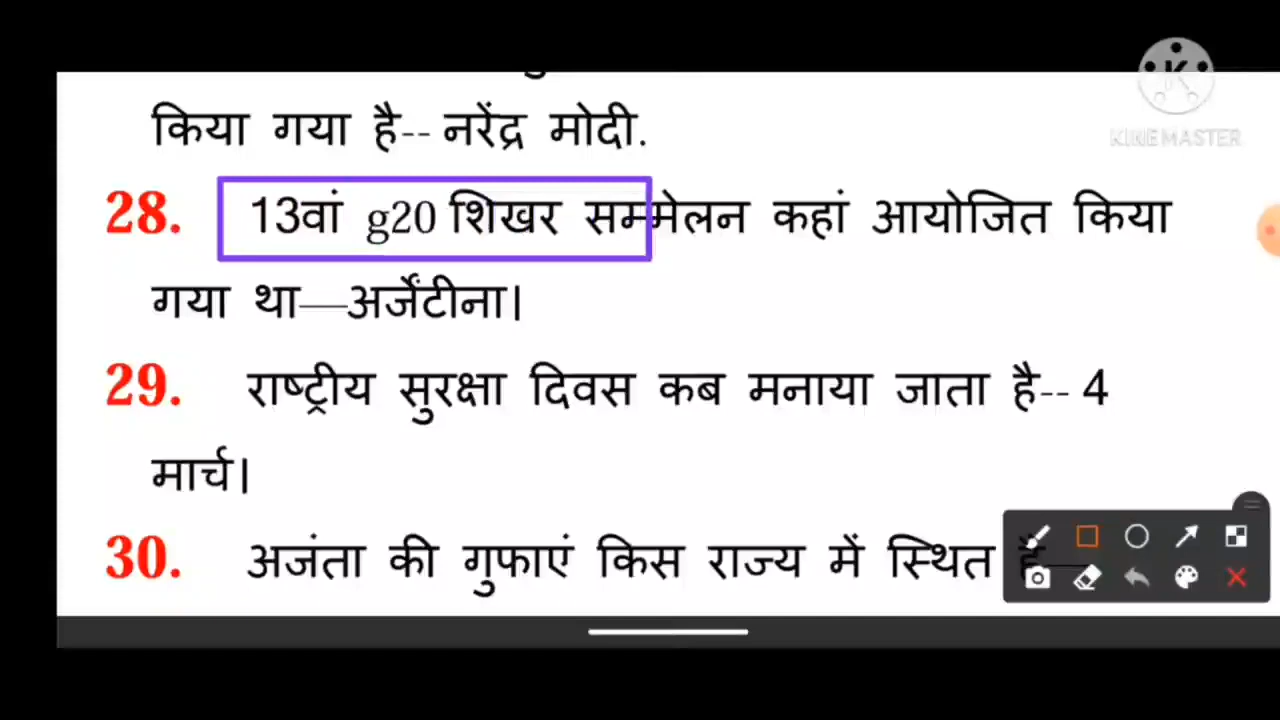 किया गया है-- नरेंद्र मोदी.
KINEMASTER
28. 13वां g20 शिखर सम्मेलन कहां आयोजित किया
गया था—अर्जेंटीना।
29. राष्ट्रीय सुरक्षा दिवस कब मनाया जाता है-- 4
मार्च।
30. अजंता की गुफाएं किस राज्य में स्थित